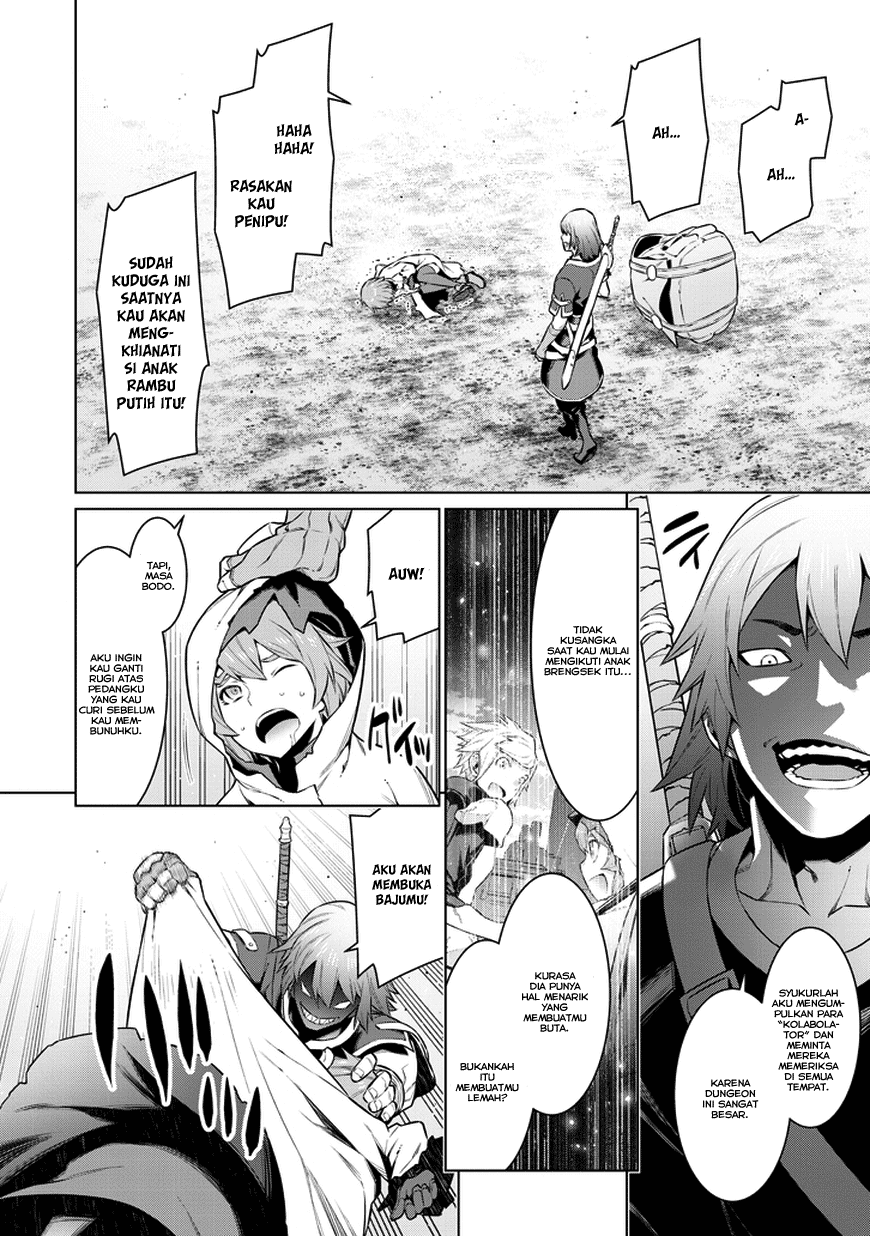 A-
AH...
AH...
HAHA
HAHA!
RASAKAN
KAU
PENIPU!
SUDAH
KUDUGA INI
SAATNYA
KAU AKAN
MENG-
KHIANATI
SI ANAK
RAMBU
PUTIH ITU!
SYUKURLAH
AKU MENGUM-
PULKAN PARA
“KOLABOLA-
TOR” DAN
MEMINTA
MEREKA
MEMERIKSA
DI SEMUA
TEMPAT.
KARENA
DUNGEON
INI SANGAT
BESAR.
TIDAK
KUSANGKA
SAAT KAU MULAI
MENGIKUTI ANAK
BRENGSEK ITU...
KURASA
DIA PUNYA
HAL MENARIK
YANG
MEMBUATMU
BUTA.
BUKANKAH
ITU
MEMBUATMU
LEMAH?
AUW!
グイッ
TAPI,
MASA
BODO.
AKU INGIN
KAU GANTI
RUGI ATAS
PEDANGKU
YANG KAU
CURI SEBELUM
KAU MEM-
BUNUHKU.
AKU AKAN
MEMBUKA
BAJUMU!